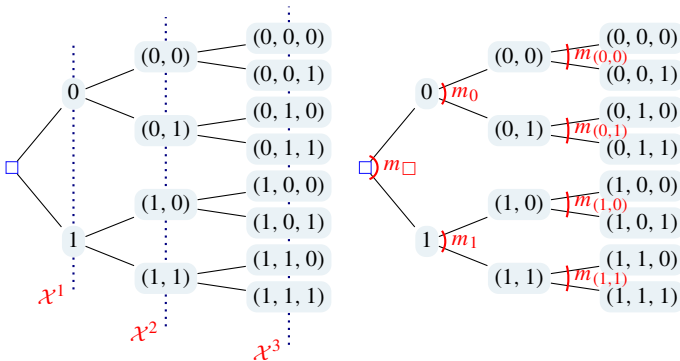 (0, 0, 0) (0, 0, 0)
(0, 0) (0, 0) m(0,0)
(0, 0, 1) (0, 0, 1)
0 0 m0
(0, 1, 0) (0, 1, 0)
(0, 1) (0, 1) m(0,1)
(0, 1, 1) (0, 1, 1)
□ □ m□
(1, 0, 0) (1, 0, 0)
(1, 0) (1, 0) m(1,0)
(1, 0, 1) (1, 0, 1)
1 1 m1
(1, 1, 0) (1, 1, 0)
(1, 1) (1, 1) m(1,1)
(1, 1, 1) (1, 1, 1)
𝒳¹
𝒳²
𝒳³